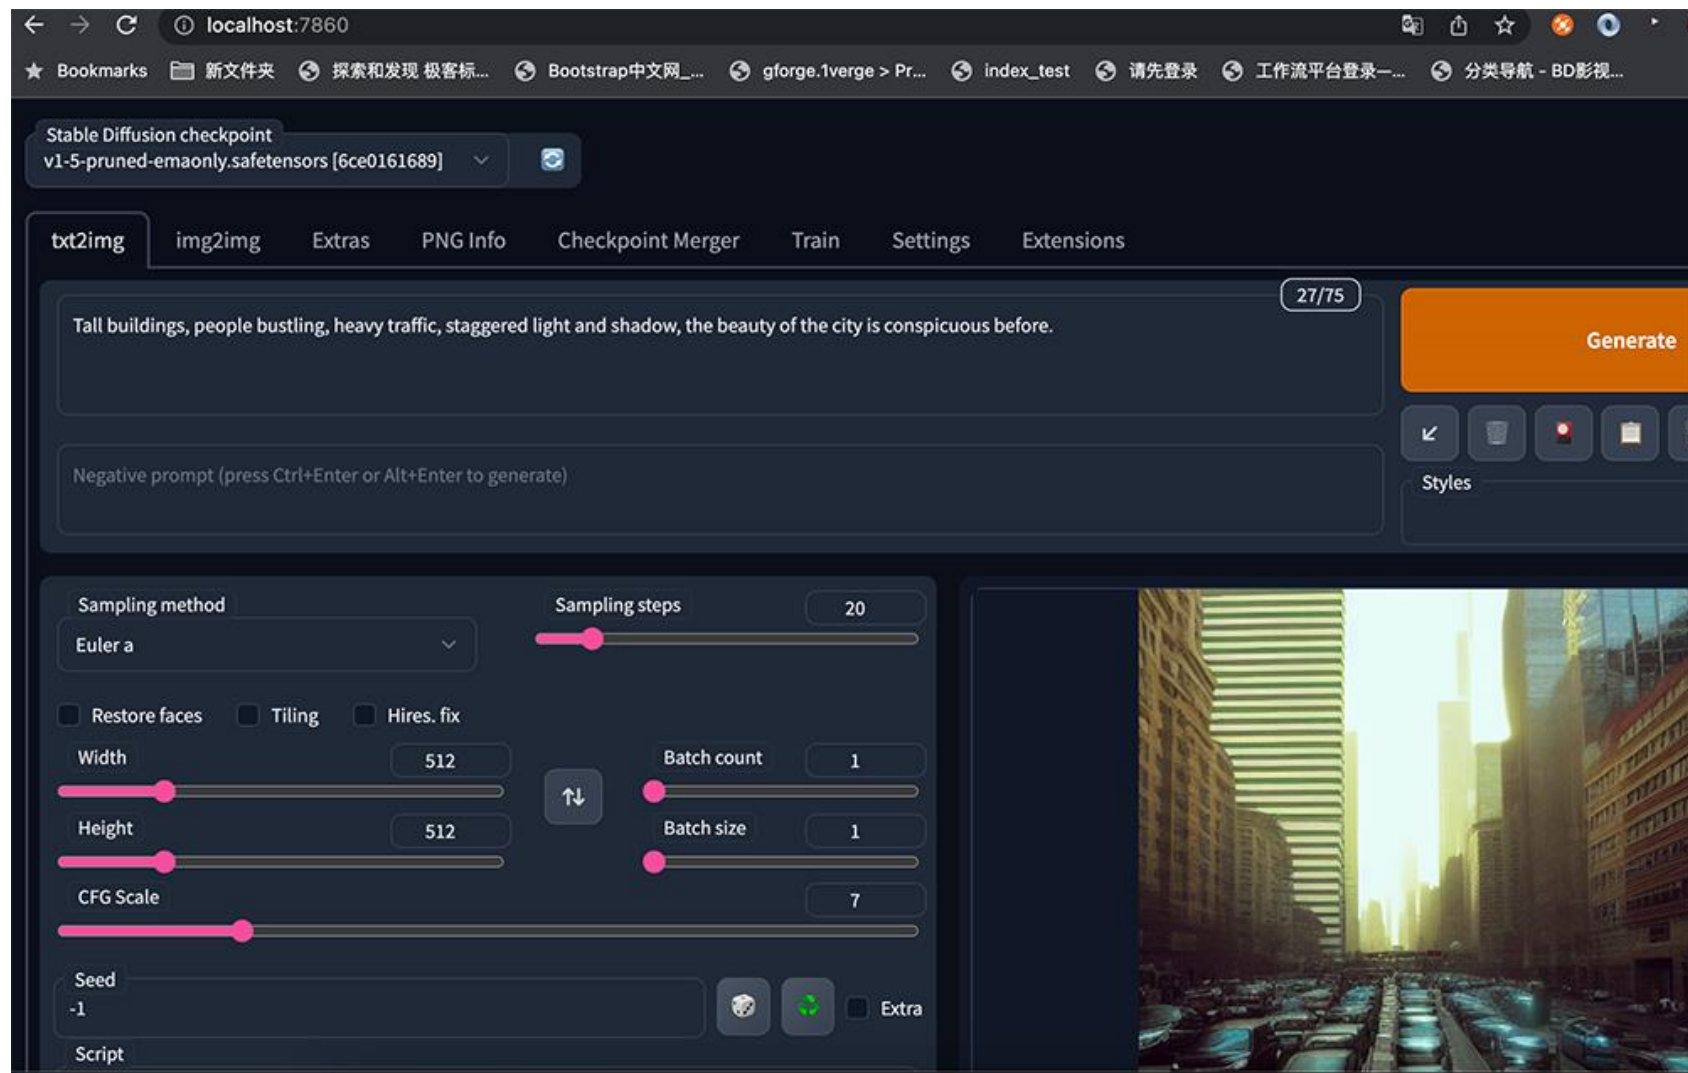 localhost:7860
Bookmarks 新文件夹 探索和发现 极客标... Bootstrap中文网_... gforge.1verge > Pr... index_test 请先登录 工作流平台登录—... 分类导航 - BD影视...
Stable Diffusion checkpoint
v1-5-pruned-emaonly.safetensors [6ce0161689]
txt2img img2img Extras PNG Info Checkpoint Merger Train Settings Extensions
27/75
Tall buildings, people bustling, heavy traffic, staggered light and shadow, the beauty of the city is conspicuous before.
Generate
Negative prompt (press Ctrl+Enter or Alt+Enter to generate)
Styles
Sampling method
Euler a
Sampling steps 20
Restore faces Tiling Hires. fix
Width 512
Batch count 1
Height 512
Batch size 1
CFG Scale 7
Seed
-1
Extra
Script